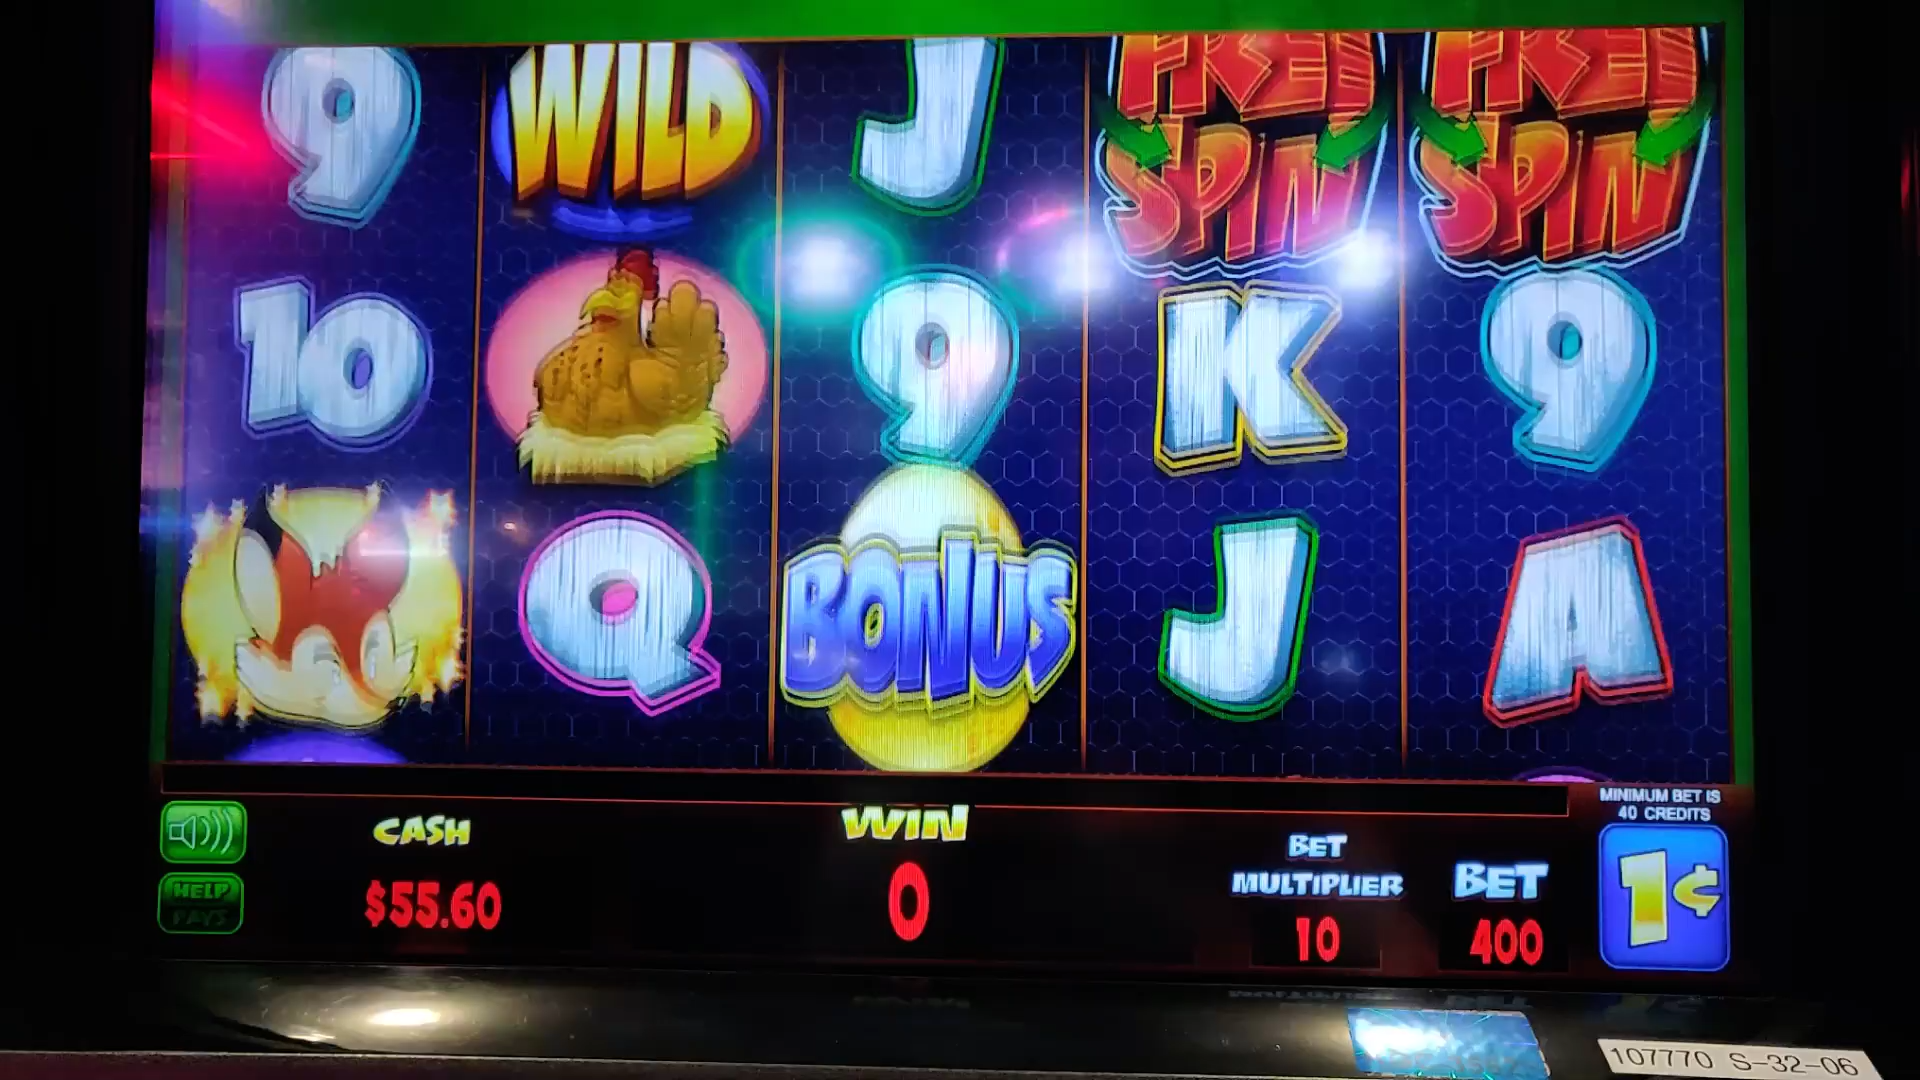 9 WILD J FREE SPIN FREE SPIN
10 9 K 9
Q BONUS J A
MINIMUM BET IS
40 CREDITS
CASH
WIN
BET
MULTIPLIER
BET
1¢
HELP
PAYS
$55.60
0
10
400
107770 S-32-06